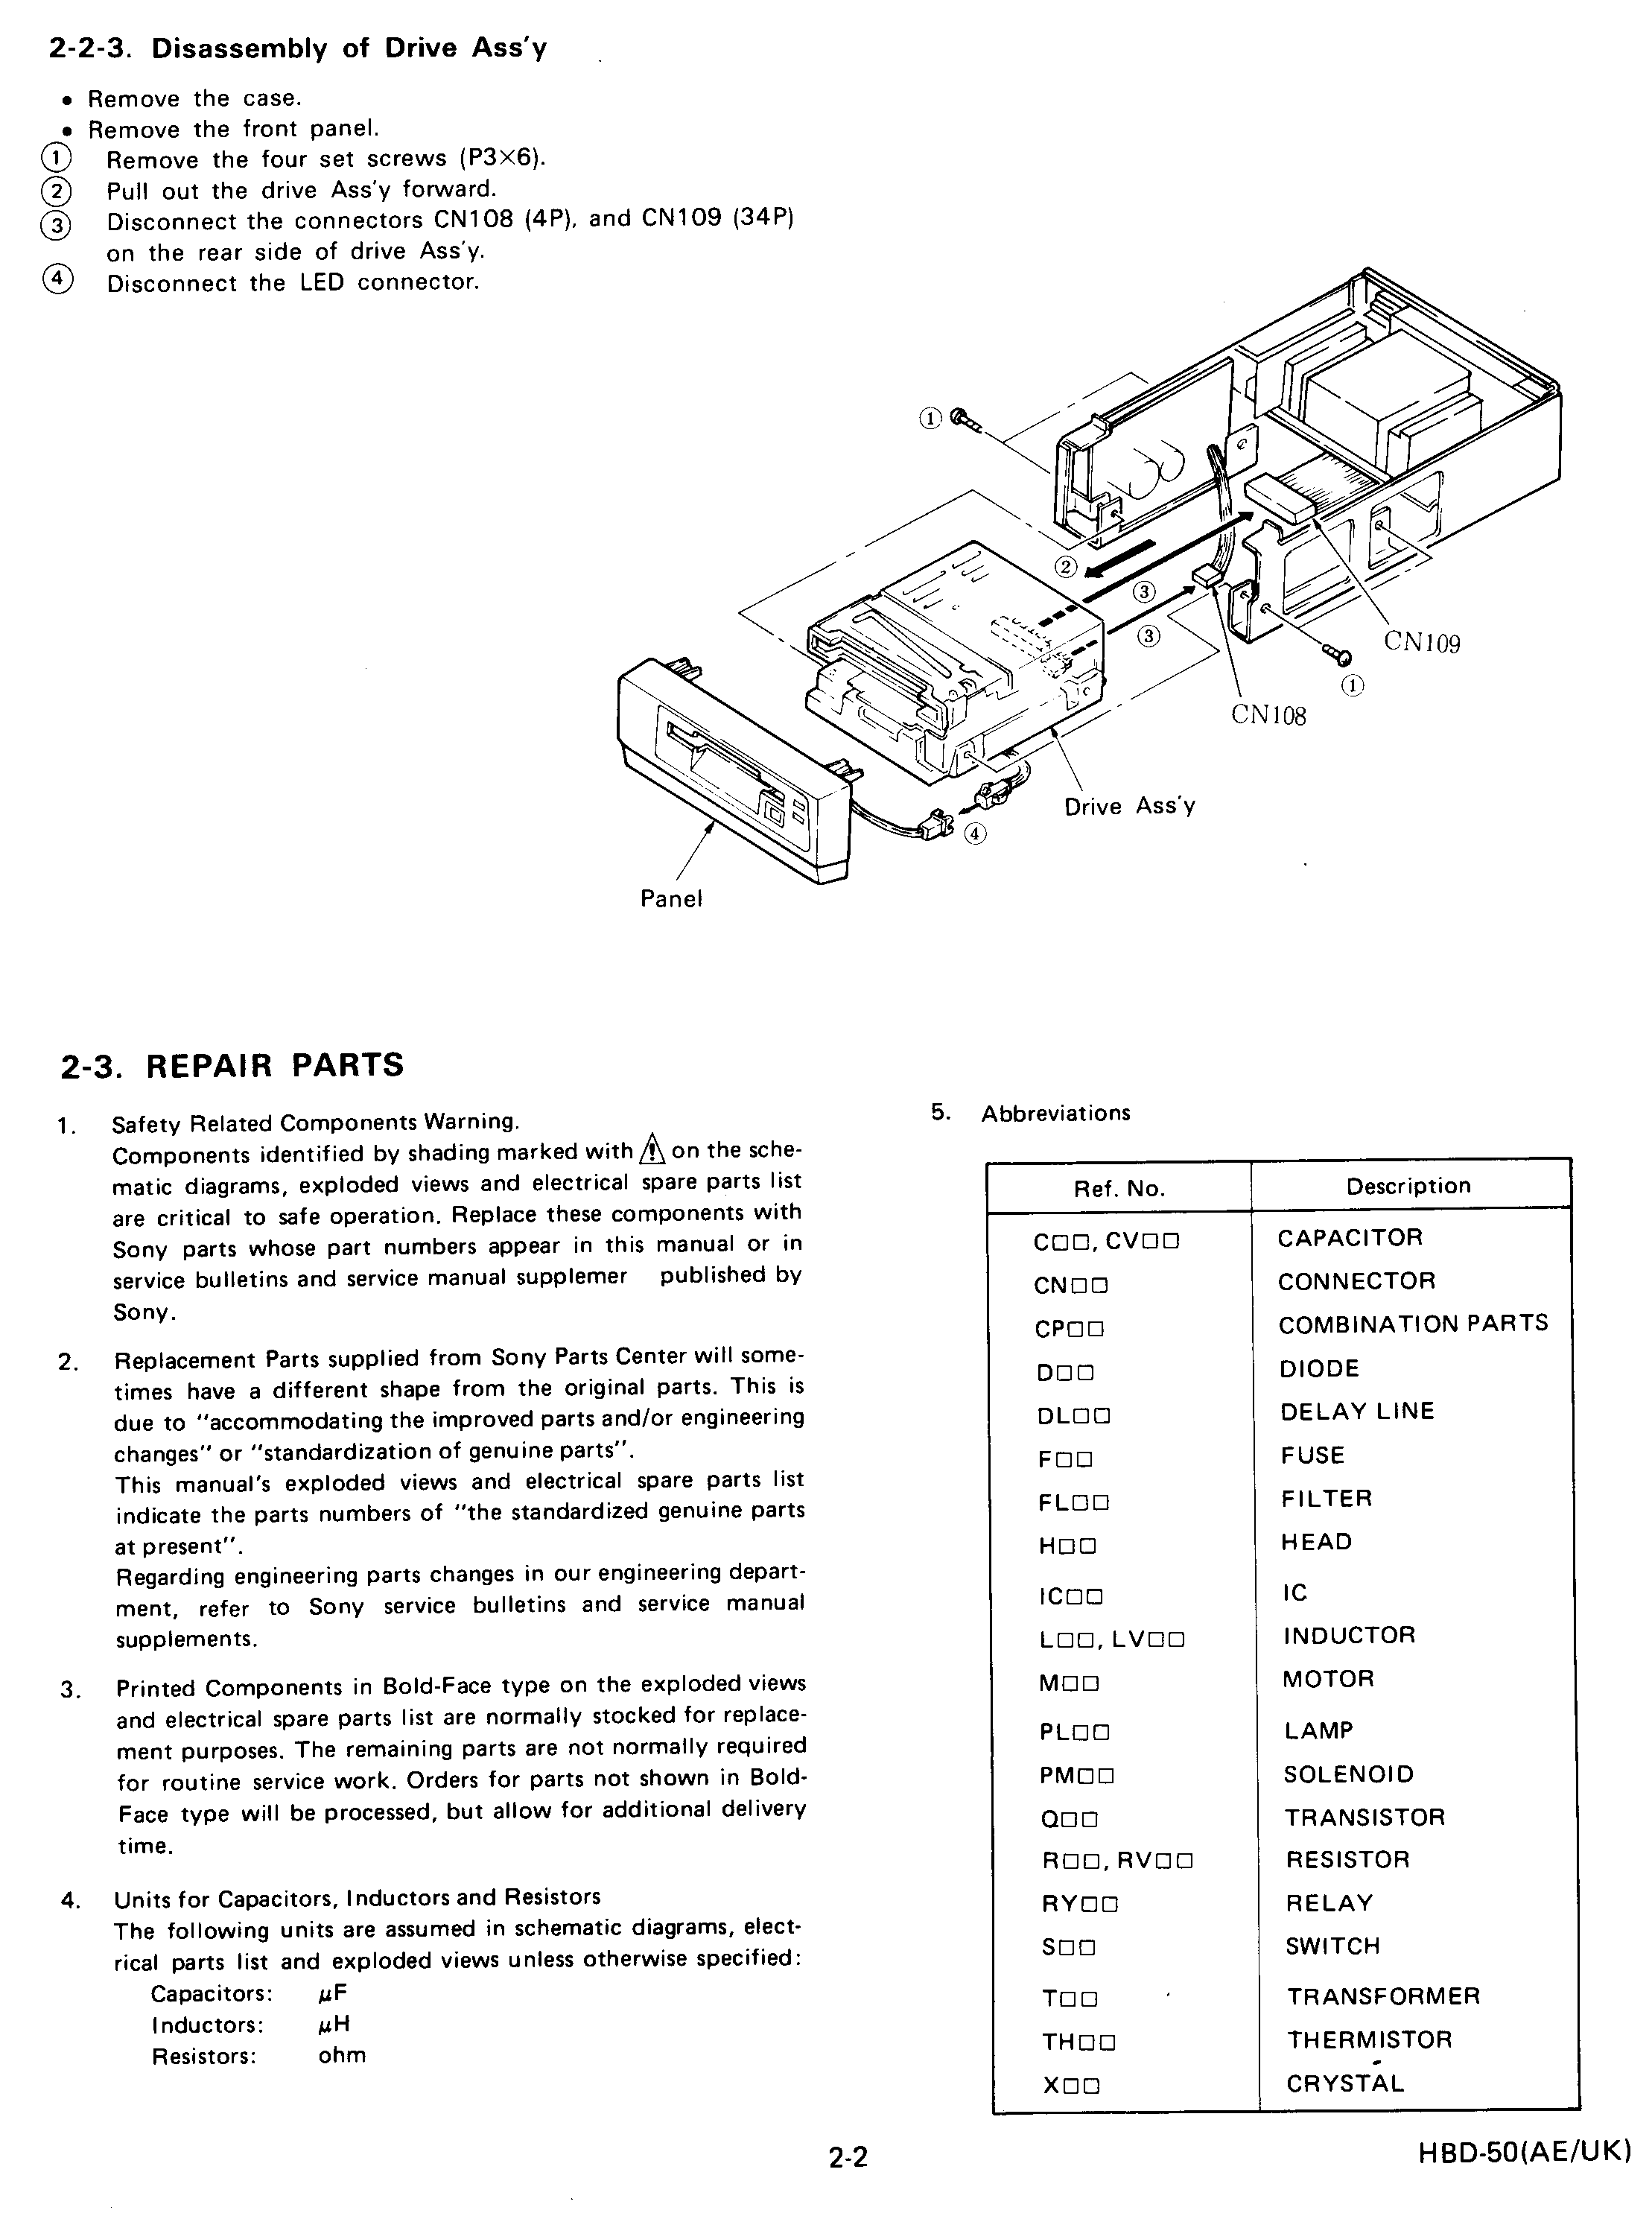 2-2-3. Disassembly of Drive Ass'y
• Remove the case.
• Remove the front panel.
① Remove the four set screws (P3×6).
② Pull out the drive Ass'y forward.
③ Disconnect the connectors CN108 (4P), and CN109 (34P)
on the rear side of drive Ass'y.
④ Disconnect the LED connector.
①
②
③
③
CN109
①
CN108
Drive Ass'y
④
Panel
2-3. REPAIR PARTS
1. Safety Related Components Warning.
Components identified by shading marked with ⚠ on the sche-
matic diagrams, exploded views and electrical spare parts list
are critical to safe operation. Replace these components with
Sony parts whose part numbers appear in this manual or in
service bulletins and service manual supplemer published by
Sony.
2. Replacement Parts supplied from Sony Parts Center will some-
times have a different shape from the original parts. This is
due to "accommodating the improved parts and/or engineering
changes" or "standardization of genuine parts".
This manual's exploded views and electrical spare parts list
indicate the parts numbers of "the standardized genuine parts
at present".
Regarding engineering parts changes in our engineering depart-
ment, refer to Sony service bulletins and service manual
supplements.
3. Printed Components in Bold-Face type on the exploded views
and electrical spare parts list are normally stocked for replace-
ment purposes. The remaining parts are not normally required
for routine service work. Orders for parts not shown in Bold-
Face type will be processed, but allow for additional delivery
time.
4. Units for Capacitors, Inductors and Resistors
The following units are assumed in schematic diagrams, elect-
rical parts list and exploded views unless otherwise specified:
Capacitors: μF
Inductors: μH
Resistors: ohm
5. Abbreviations
Ref. No. Description
C□□, CV□□ CAPACITOR
CN□□ CONNECTOR
CP□□ COMBINATION PARTS
D□□ DIODE
DL□□ DELAY LINE
F□□ FUSE
FL□□ FILTER
H□□ HEAD
IC□□ IC
L□□, LV□□ INDUCTOR
M□□ MOTOR
PL□□ LAMP
PM□□ SOLENOID
Q□□ TRANSISTOR
R□□, RV□□ RESISTOR
RY□□ RELAY
S□□ SWITCH
T□□ TRANSFORMER
TH□□ THERMISTOR
X□□ CRYSTAL
2-2
HBD-50(AE/UK)